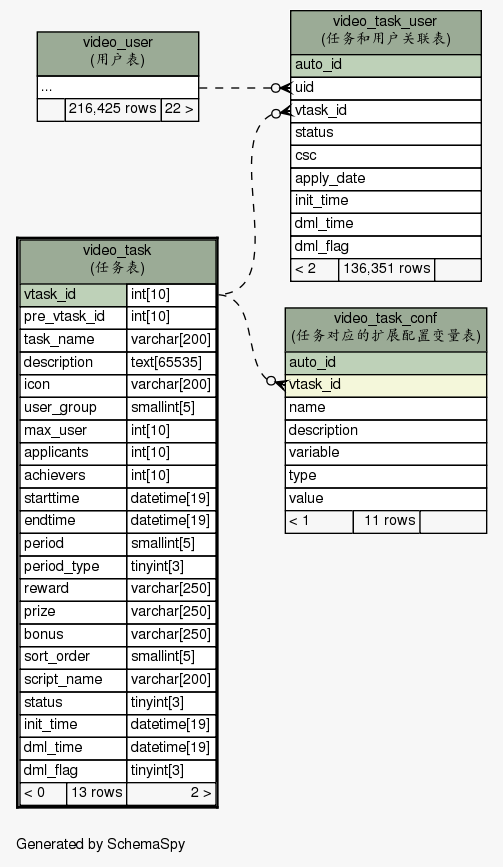 video_user
(用户表)
...
216,425 rows 22 >
video_task_user
(任务和用户关联表)
auto_id
uid
vtask_id
status
csc
apply_date
init_time
dml_time
dml_flag
< 2 136,351 rows
video_task
(任务表)
vtask_id int[10]
pre_vtask_id int[10]
task_name varchar[200]
description text[65535]
icon varchar[200]
user_group smallint[5]
max_user int[10]
applicants int[10]
achievers int[10]
starttime datetime[19]
endtime datetime[19]
period smallint[5]
period_type tinyint[3]
reward varchar[250]
prize varchar[250]
bonus varchar[250]
sort_order smallint[5]
script_name varchar[200]
status tinyint[3]
init_time datetime[19]
dml_time datetime[19]
dml_flag tinyint[3]
< 0 13 rows 2 >
video_task_conf
(任务对应的扩展配置变量表)
auto_id
vtask_id
name
description
variable
type
value
< 1 11 rows
Generated by SchemaSpy